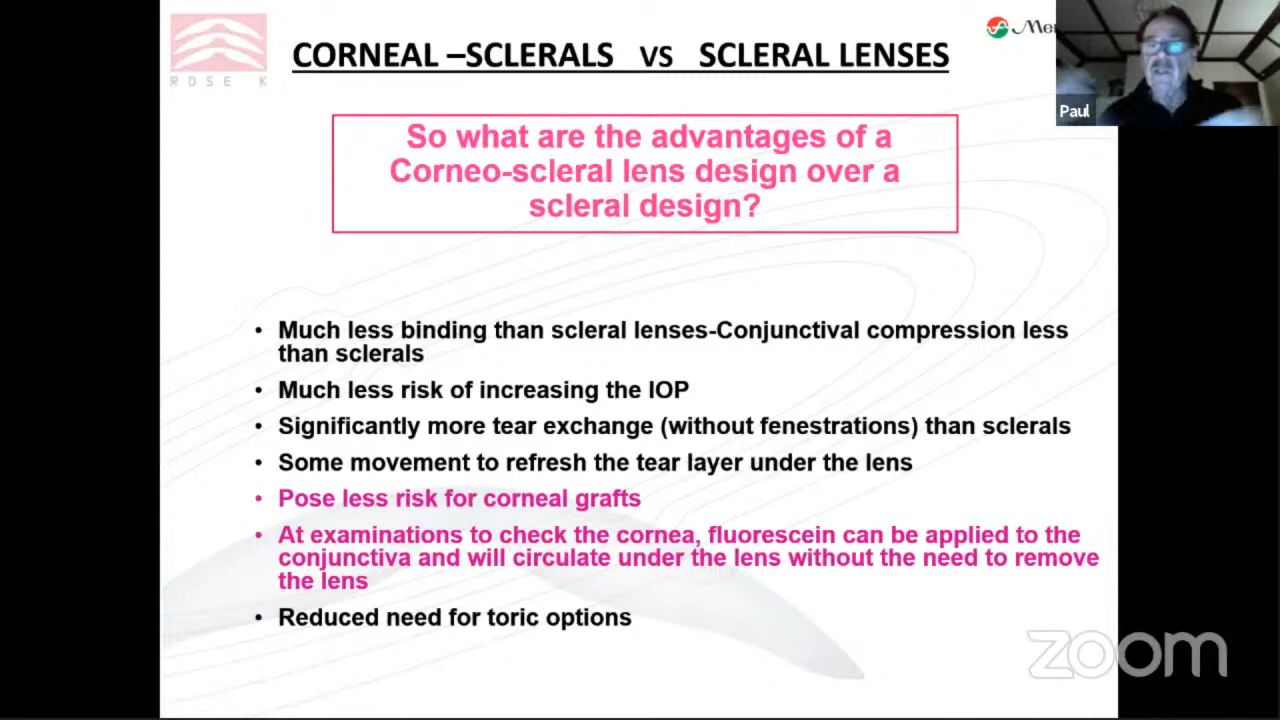 ROSE K
CORNEAL –SCLERALS VS SCLERAL LENSES
Paul
So what are the advantages of a
Corneo-scleral lens design over a
scleral design?
• Much less binding than scleral lenses-Conjunctival compression less
than sclerals
• Much less risk of increasing the IOP
• Significantly more tear exchange (without fenestrations) than sclerals
• Some movement to refresh the tear layer under the lens
• Pose less risk for corneal grafts
• At examinations to check the cornea, fluorescein can be applied to the
conjunctiva and will circulate under the lens without the need to remove
the lens
• Reduced need for toric options
zoom